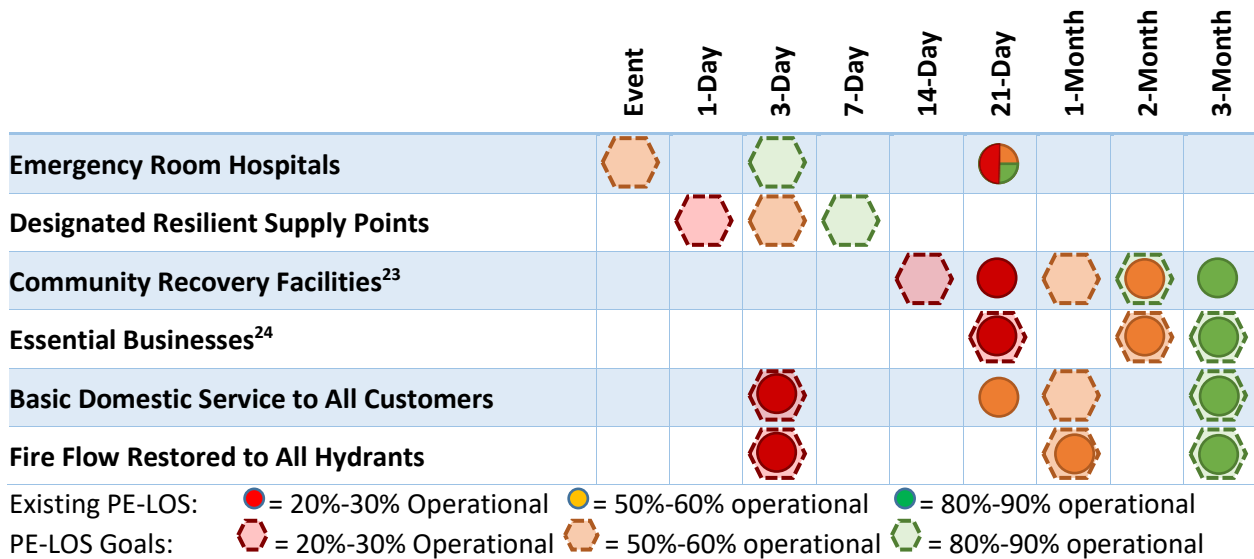 Event 1-Day 3-Day 7-Day 14-Day 21-Day 1-Month 2-Month 3-Month
Emergency Room Hospitals
Designated Resilient Supply Points
Community Recovery Facilities²³
Essential Businesses²⁴
Basic Domestic Service to All Customers
Fire Flow Restored to All Hydrants
Existing PE-LOS: = 20%-30% Operational = 50%-60% operational = 80%-90% operational
PE-LOS Goals: = 20%-30% Operational = 50%-60% operational = 80%-90% operational